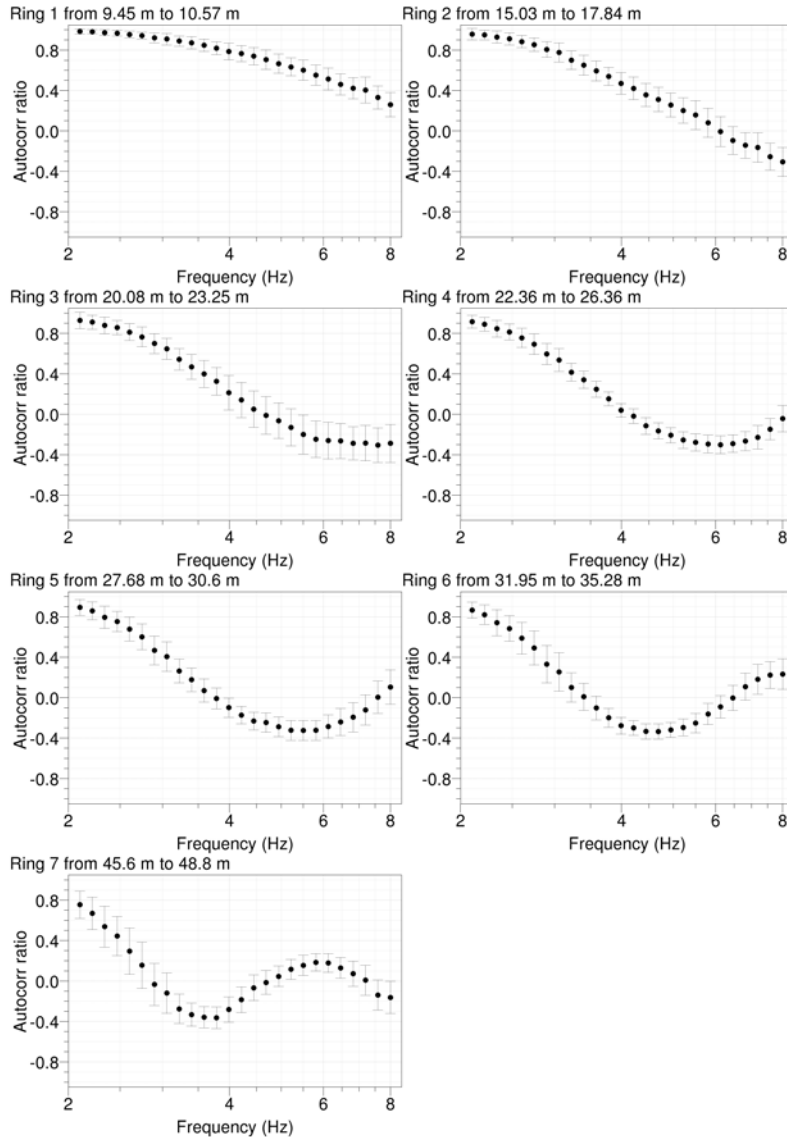 Ring 1 from 9.45 m to 10.57 m
Autocorr ratio
0.8
0.4
0.0
-0.4
-0.8
2 4 6 8
Frequency (Hz)
Ring 2 from 15.03 m to 17.84 m
Autocorr ratio
0.8
0.4
0.0
-0.4
-0.8
2 4 6 8
Frequency (Hz)
Ring 3 from 20.08 m to 23.25 m
Autocorr ratio
0.8
0.4
0.0
-0.4
-0.8
2 4 6 8
Frequency (Hz)
Ring 4 from 22.36 m to 26.36 m
Autocorr ratio
0.8
0.4
0.0
-0.4
-0.8
2 4 6 8
Frequency (Hz)
Ring 5 from 27.68 m to 30.6 m
Autocorr ratio
0.8
0.4
0.0
-0.4
-0.8
2 4 6 8
Frequency (Hz)
Ring 6 from 31.95 m to 35.28 m
Autocorr ratio
0.8
0.4
0.0
-0.4
-0.8
2 4 6 8
Frequency (Hz)
Ring 7 from 45.6 m to 48.8 m
Autocorr ratio
0.8
0.4
0.0
-0.4
-0.8
2 4 6 8
Frequency (Hz)